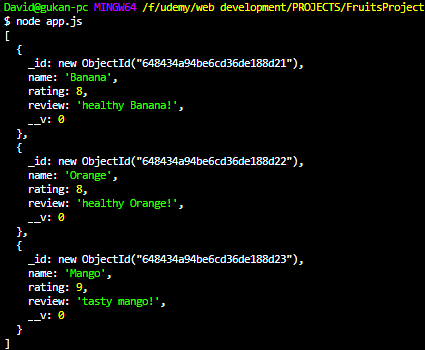 David@gukan-pc MINGW64 /f/udemy/web development/PROJECTS/FruitsProject
$ node app.js
[
  {
    _id: new ObjectId("648434a94be6cd36de188d21"),
    name: 'Banana',
    rating: 8,
    review: 'healthy Banana!',
    __v: 0
  },
  {
    _id: new ObjectId("648434a94be6cd36de188d22"),
    name: 'Orange',
    rating: 8,
    review: 'healthy Orange!',
    __v: 0
  },
  {
    _id: new ObjectId("648434a94be6cd36de188d23"),
    name: 'Mango',
    rating: 9,
    review: 'tasty mango!',
    __v: 0
  }
]